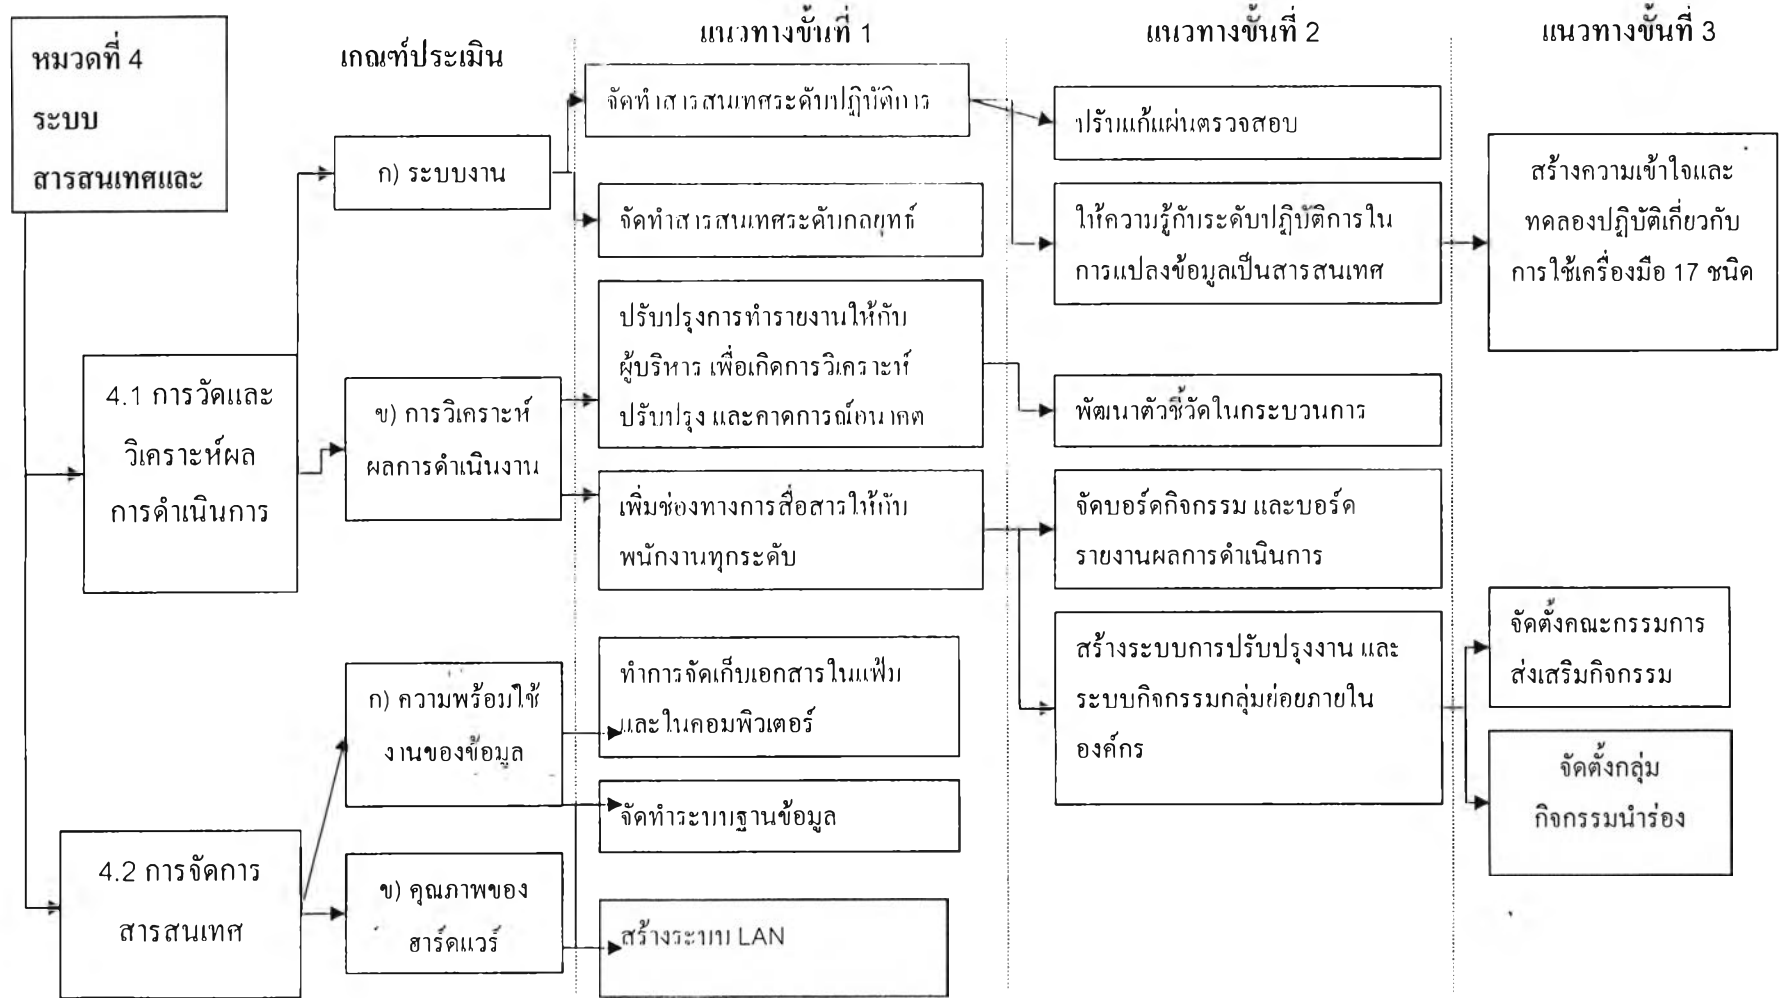 หมวดที่ 4
ระบบ
สารสนเทศและ
เกณฑ์ประเมิน
แนวทางขั้นที่ 1
แนวทางขั้นที่ 2
แนวทางขั้นที่ 3
4.1 การวัดและ
วิเคราะห์ผล
การดำเนินการ
ก) ระบบงาน
จัดทำสารสนเทศระดับปฏิบัติการ
จัดทำสารสนเทศระดับกลยุทธ์
ปรับแก้แผ่นตรวจสอบ
ให้ความรู้กับระดับปฏิบัติการใน
การแปลงข้อมูลเป็นสารสนเทศ
สร้างความเข้าใจและ
ทดลองปฏิบัติเกี่ยวกับ
การใช้เครื่องมือ 17 ชนิด
ข) การวิเคราะห์
ผลการดำเนินงาน
ปรับปรุงการทำรายงานให้กับ
ผู้บริหาร เพื่อเกิดการวิเคราะห์
ปรับปรุง และคาดการณ์อนาคต
พัฒนาตัวชี้วัดในกระบวนการ
เพิ่มช่องทางการสื่อสารให้กับ
พนักงานทุกระดับ
จัดบอร์ดกิจกรรม และบอร์ด
รายงานผลการดำเนินการ
สร้างระบบการปรับปรุงงาน และ
ระบบกิจกรรมกลุ่มย่อยภายใน
องค์กร
จัดตั้งคณะกรรมการ
ส่งเสริมกิจกรรม
จัดตั้งกลุ่ม
กิจกรรมนำร่อง
4.2 การจัดการ
สารสนเทศ
ก) ความพร้อมใช้
งานของข้อมูล
ทำการจัดเก็บเอกสารในแฟ้ม
และในคอมพิวเตอร์
จัดทำระบบฐานข้อมูล
ข) คุณภาพของ
ฮาร์ดแวร์
สร้างระบบ LAN